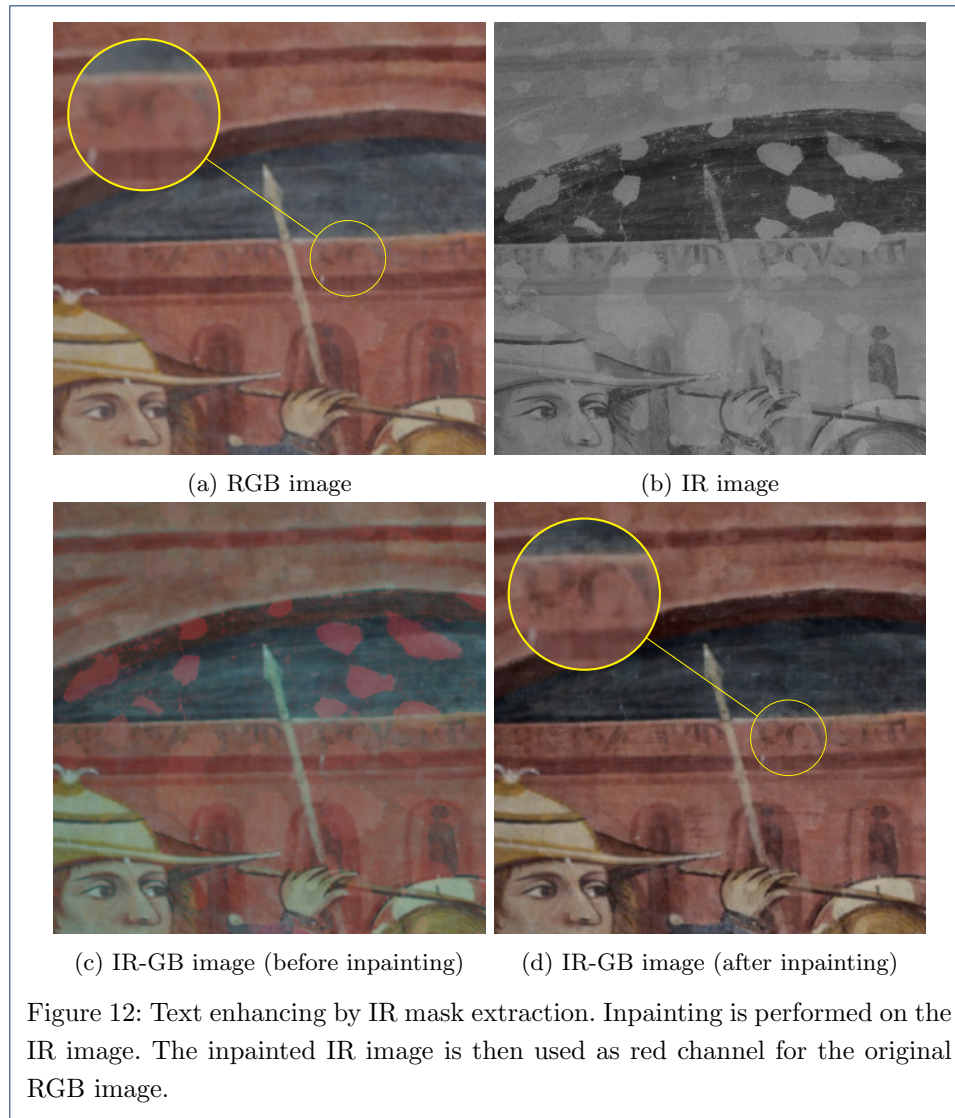 (a) RGB image
(b) IR image
(c) IR-GB image (before inpainting)
(d) IR-GB image (after inpainting)
Figure 12: Text enhancing by IR mask extraction. Inpainting is performed on the
IR image. The inpainted IR image is then used as red channel for the original
RGB image.